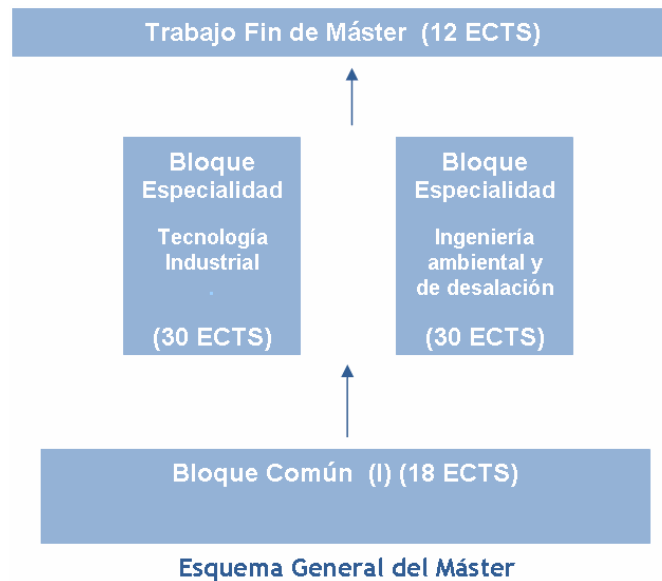 Trabajo Fin de Máster (12 ECTS)
Bloque
Especialidad
Tecnología
Industrial
.
(30 ECTS)
Bloque
Especialidad
Ingeniería
ambiental y
de desalación
(30 ECTS)
Bloque Común (I) (18 ECTS)
Esquema General del Máster